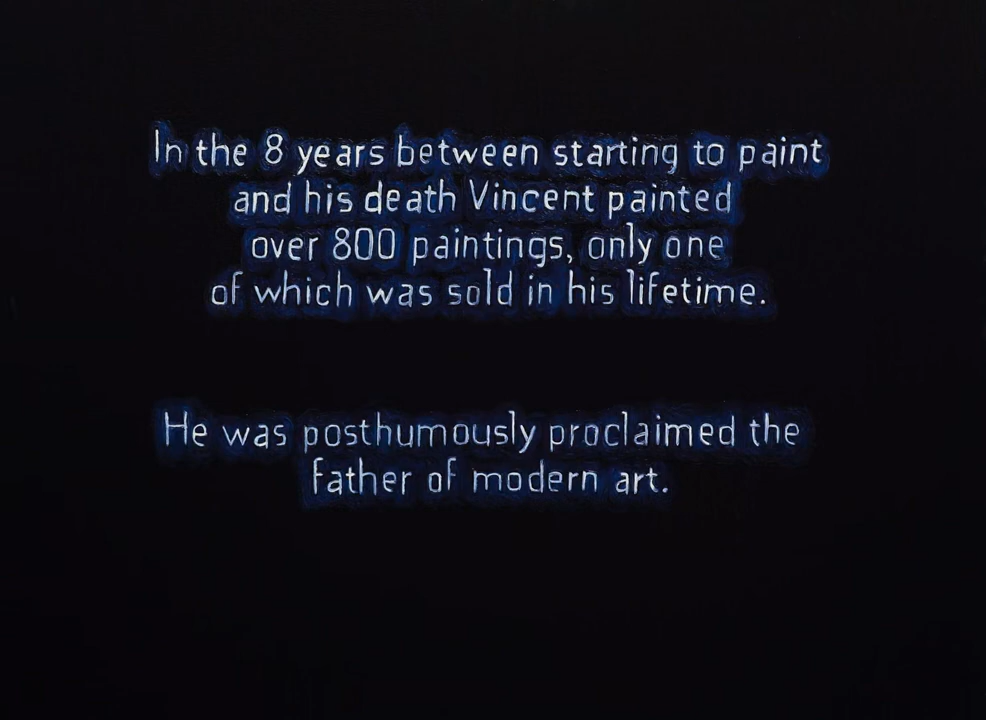 In the 8 years between starting to paint
and his death Vincent painted
over 800 paintings, only one
of which was sold in his lifetime.
He was posthumously proclaimed the
father of modern art.